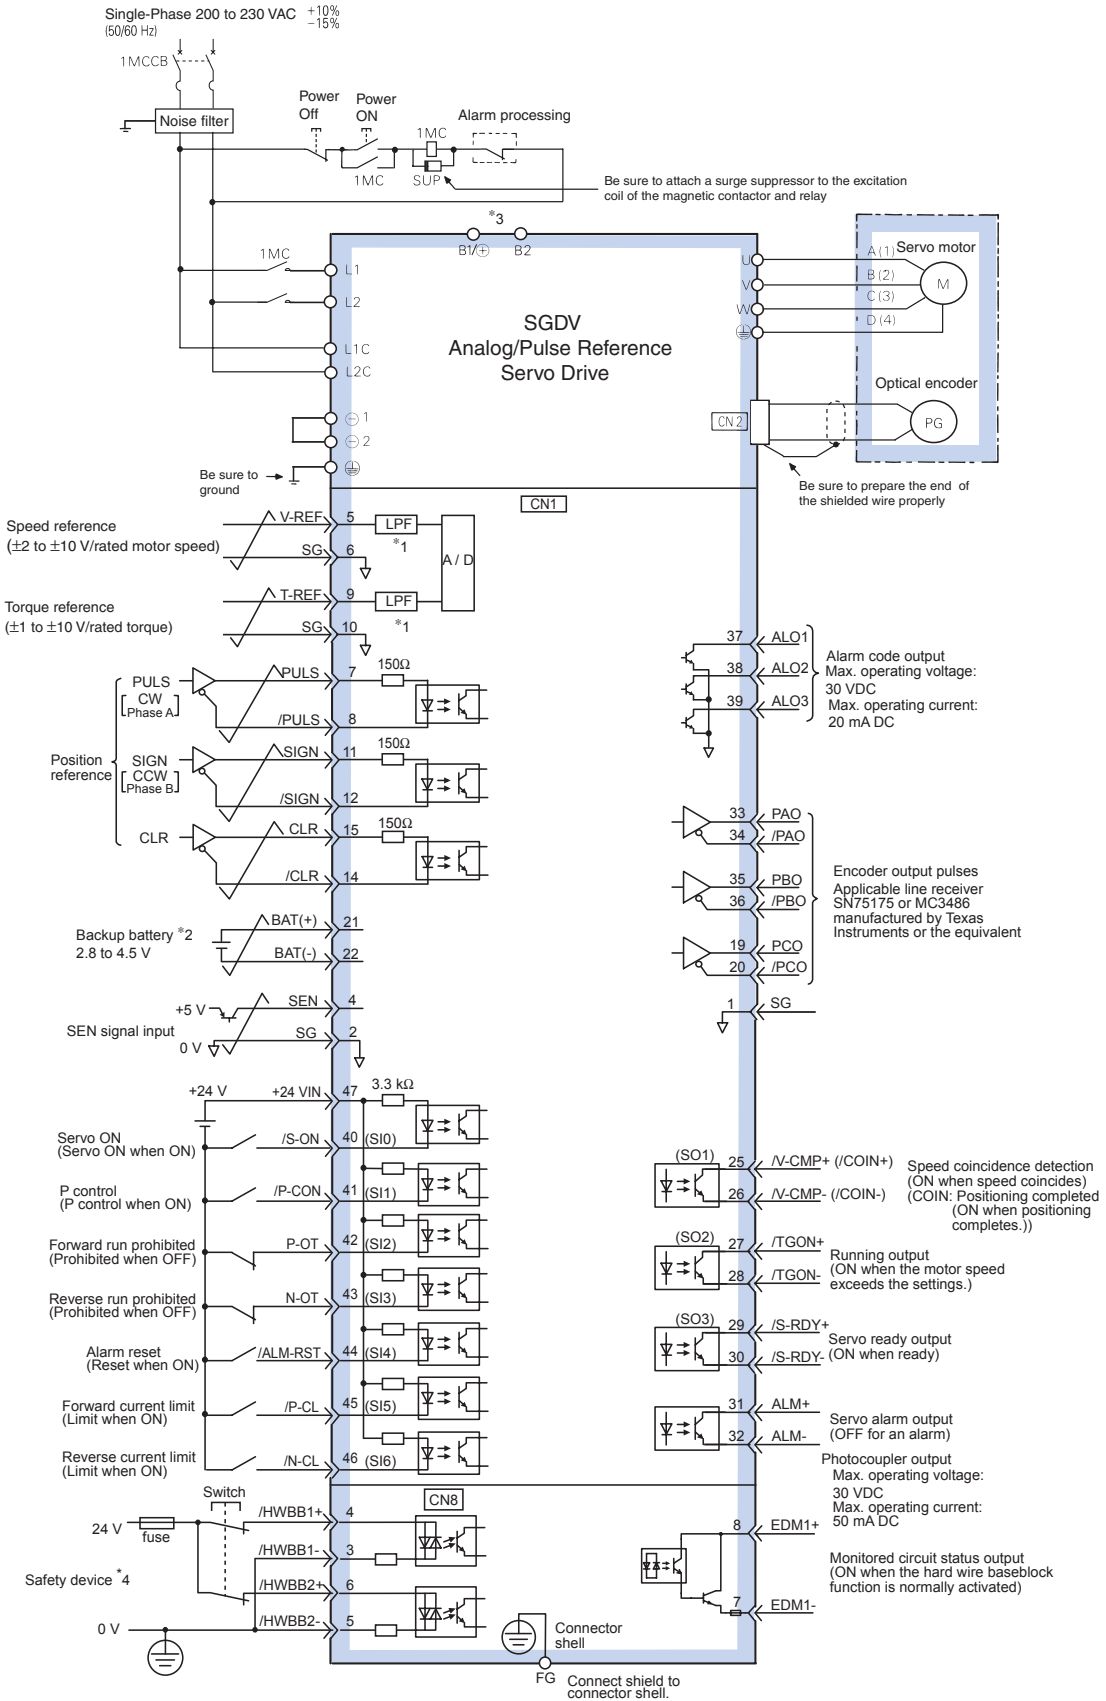 Single-Phase 200 to 230 VAC +10% −15%
(50/60 Hz)
1MCCB
Noise filter
Power Off
Power ON
Alarm processing
1MC
1MC
SUP
Be sure to attach a surge suppressor to the excitation
coil of the magnetic contactor and relay
*3
B1/⊕ B2
1MC
L1
L2
L1C
L2C
⊖ 1
⊖ 2
Be sure to
ground
SGDV
Analog/Pulse Reference
Servo Drive
U
V
W
A (1)
B (2)
C (3)
D (4)
Servo motor
M
Optical encoder
PG
CN2
Be sure to prepare the end of
the shielded wire properly
CN1
Speed reference
(±2 to ±10 V/rated motor speed)
V-REF 5 LPF
*1
SG 6
A / D
Torque reference
(±1 to ±10 V/rated torque)
T-REF 9 LPF
*1
SG 10
Position
reference
PULS
CW
Phase A
PULS 7 150Ω
/PULS 8
SIGN
CCW
Phase B
SIGN 11 150Ω
/SIGN 12
CLR
CLR 15 150Ω
/CLR 14
Backup battery *2
2.8 to 4.5 V
BAT(+) 21
BAT(-) 22
+5 V
SEN 4
SEN signal input
0 V
SG 2
+24 V
+24 VIN 47 3.3 kΩ
Servo ON
(Servo ON when ON)
/S-ON 40 (SI0)
P control
(P control when ON)
/P-CON 41 (SI1)
Forward run prohibited
(Prohibited when OFF)
P-OT 42 (SI2)
Reverse run prohibited
(Prohibited when OFF)
N-OT 43 (SI3)
Alarm reset
(Reset when ON)
/ALM-RST 44 (SI4)
Forward current limit
(Limit when ON)
/P-CL 45 (SI5)
Reverse current limit
(Limit when ON)
/N-CL 46 (SI6)
37 ALO1
38 ALO2
39 ALO3
Alarm code output
Max. operating voltage:
30 VDC
Max. operating current:
20 mA DC
33 PAO
34 /PAO
35 PBO
36 /PBO
19 PCO
20 /PCO
Encoder output pulses
Applicable line receiver
SN75175 or MC3486
manufactured by Texas
Instruments or the equivalent
1 SG
(SO1) 25 /V-CMP+ (/COIN+)
26 /V-CMP- (/COIN-)
Speed coincidence detection
(ON when speed coincides)
(COIN: Positioning completed
(ON when positioning
completes.))
(SO2) 27 /TGON+
28 /TGON-
Running output
(ON when the motor speed
exceeds the settings.)
(SO3) 29 /S-RDY+
30 /S-RDY-
Servo ready output
(ON when ready)
31 ALM+
32 ALM-
Servo alarm output
(OFF for an alarm)
Photocoupler output
Max. operating voltage:
30 VDC
Max. operating current:
50 mA DC
CN8
Switch
24 V
fuse
Safety device *4
0 V
/HWBB1+ 4
/HWBB1- 3
/HWBB2+ 6
/HWBB2- 5
8 EDM1+
7 EDM1-
Monitored circuit status output
(ON when the hard wire baseblock
function is normally activated)
Connector
shell
FG
Connect shield to
connector shell.